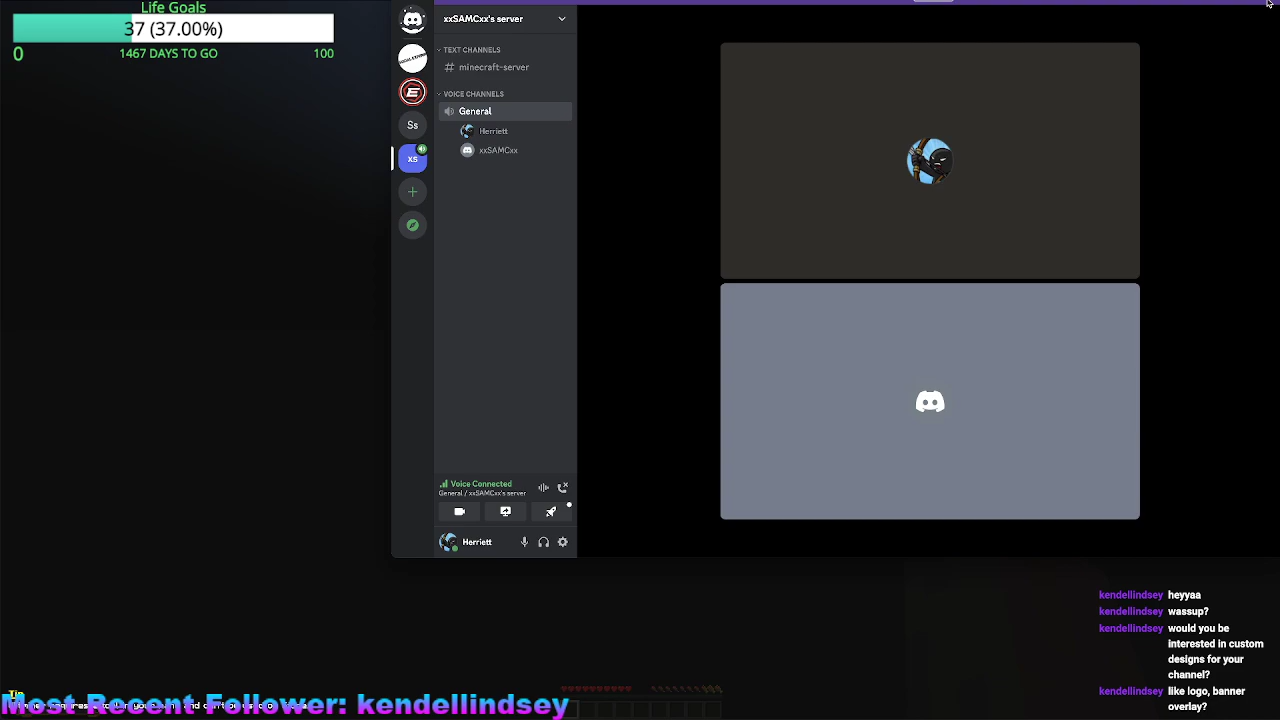 Life Goals
37 (37.00%)
0
1467 DAYS TO GO
100
xxSAMCxx's server
TEXT CHANNELS
# minecraft-server
VOICE CHANNELS
General
Herriett
xxSAMCxx
Ss
xs
Voice Connected
General / xxSAMCxx's server
Herriett
kendellindsey heyyaa
kendellindsey wassup?
kendellindsey would you be
interested in custom
designs for your
channel?
kendellindsey like logo, banner
overlay?
Tip
Most Recent Follower: kendellindsey